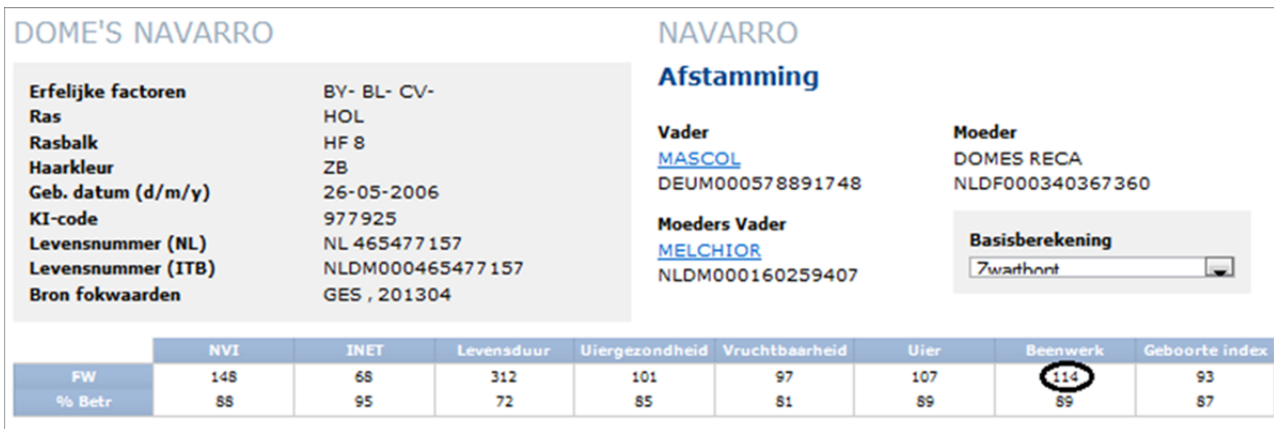 DOME'S NAVARRO
Erfelijke factoren BY- BL- CV-
Ras HOL
Rasbalk HF 8
Haarkleur ZB
Geb. datum (d/m/y) 26-05-2006
KI-code 977925
Levensnummer (NL) NL 465477157
Levensnummer (ITB) NLDM000465477157
Bron fokwaarden GES , 201304
NAVARRO
Afstamming
Vader Moeder
MASCOL DOMES RECA
DEUM000578891748 NLDF000340367360
Moeders Vader
MELCHIOR
NLDM000160259407
Basisberekening
Zwartbont
NVI INET Levensduur Uiergezondheid Vruchtbaarheid Uier Beenwerk Geboorte index
FW 148 68 312 101 97 107 114 93
% Betr 88 95 72 85 81 89 89 87